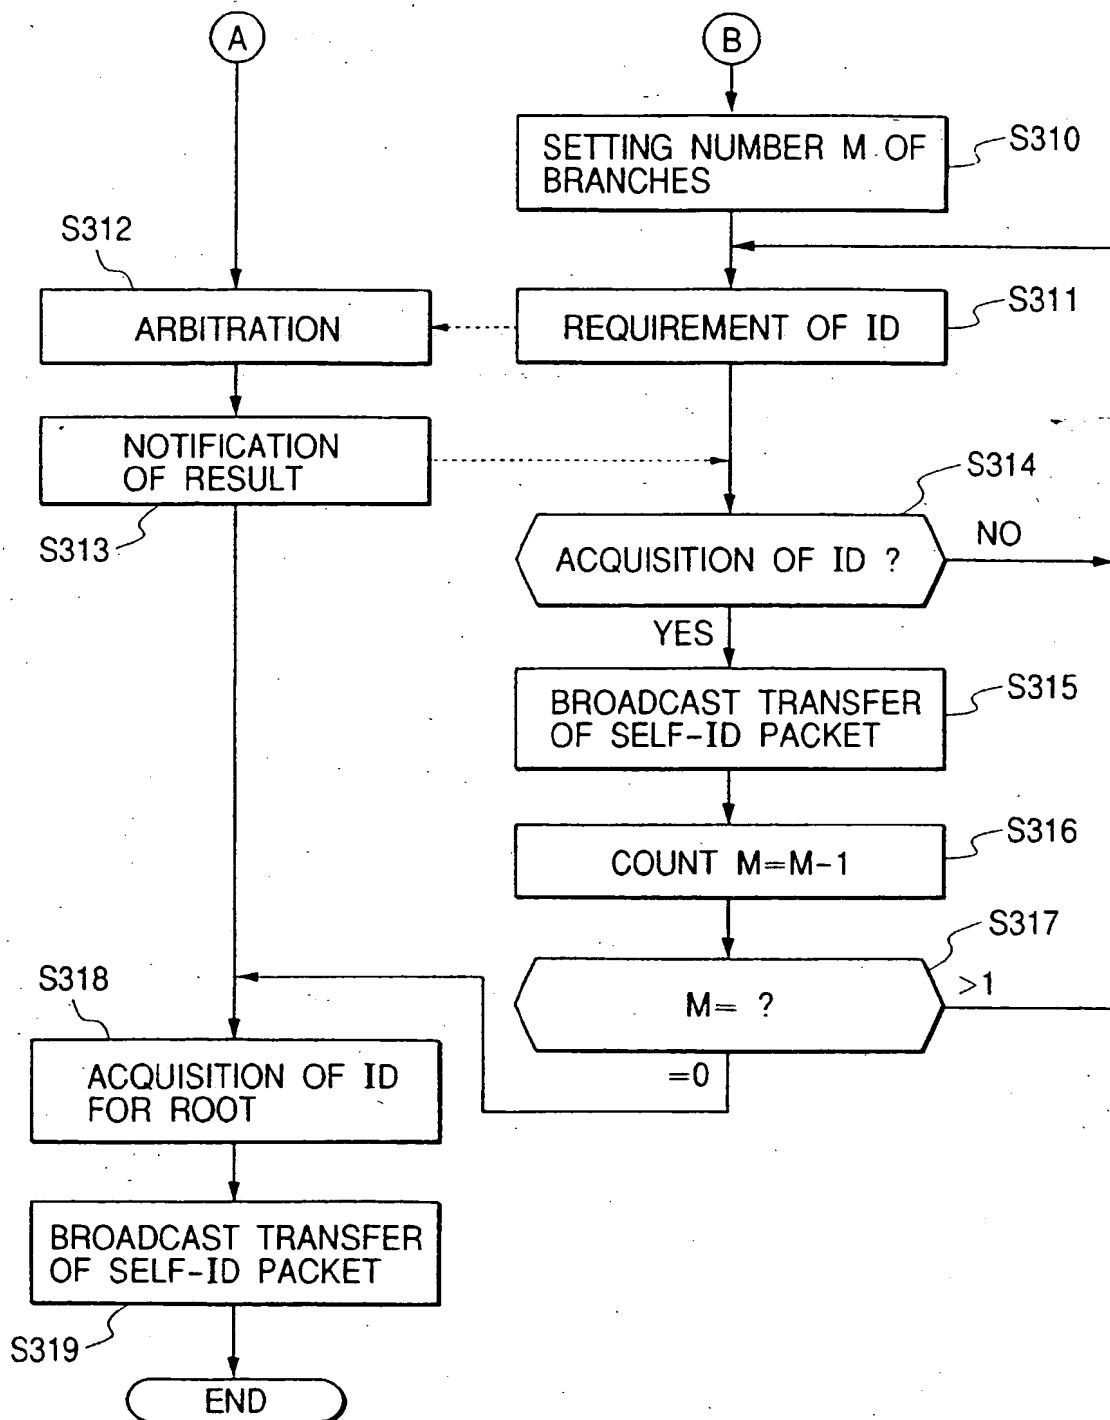 A
B
SETTING NUMBER M OF
BRANCHES
S310
S312
ARBITRATION
REQUIREMENT OF ID
S311
NOTIFICATION
OF RESULT
S313
S314
ACQUISITION OF ID ?
NO
YES
BROADCAST TRANSFER
OF SELF-ID PACKET
S315
COUNT M=M-1
S316
S317
M= ?
>1
=0
S318
ACQUISITION OF ID
FOR ROOT
BROADCAST TRANSFER
OF SELF-ID PACKET
S319
END